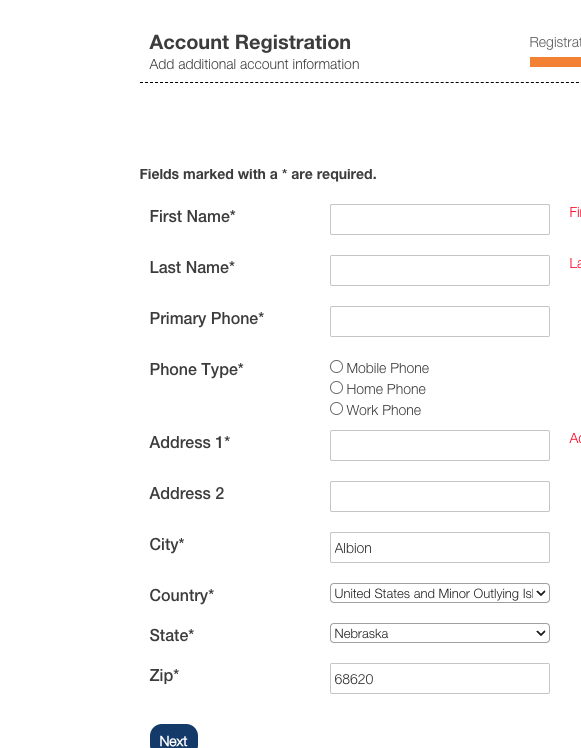 Account Registration
Add additional account information
Registrat
Fields marked with a * are required.
First Name*
Fi
Last Name*
La
Primary Phone*
Phone Type*
Mobile Phone
Home Phone
Work Phone
Address 1*
Ad
Address 2
City*
Albion
Country*
United States and Minor Outlying Isl
State*
Nebraska
Zip*
68620
Next